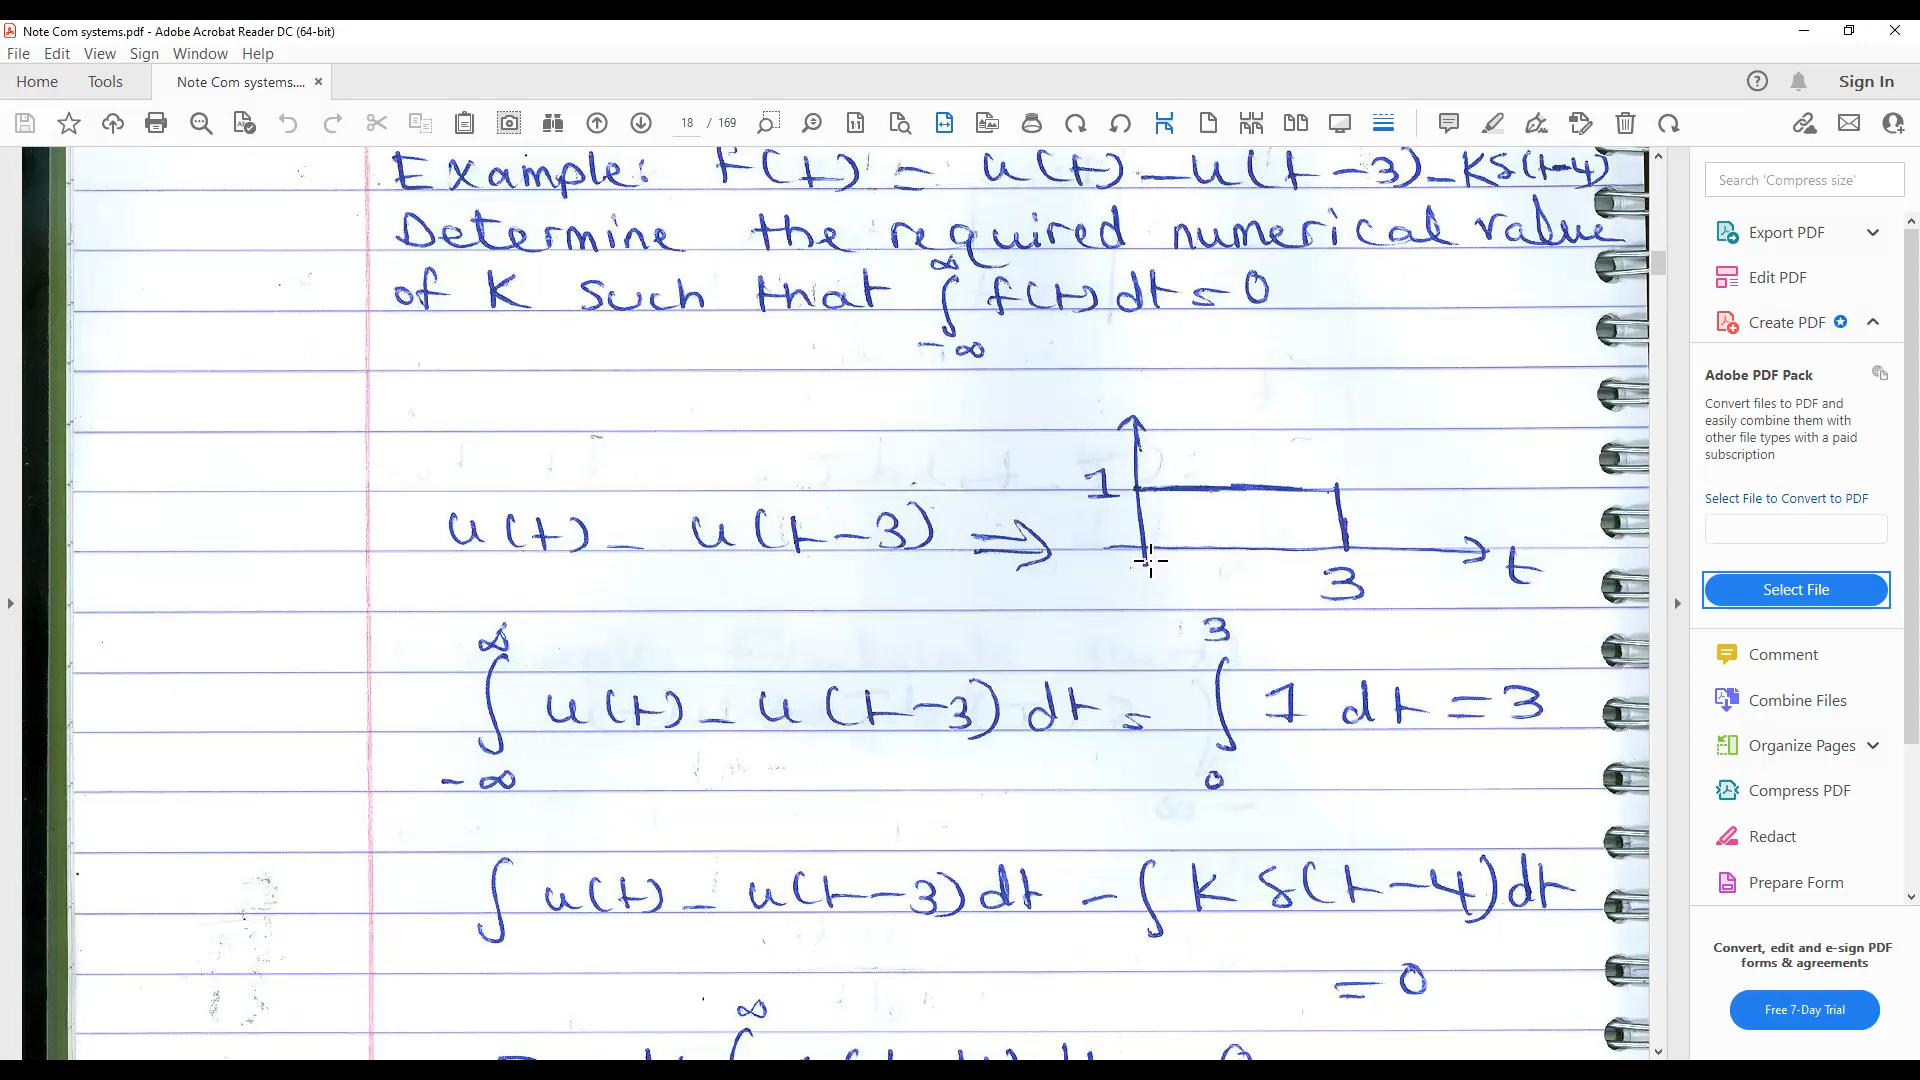 Note Com systems.pdf - Adobe Acrobat Reader DC (64-bit)
File Edit View Sign Window Help
Home Tools Note Com systems.... × Sign In
18 / 169
Example: f(t) = u(t) - u(t-3) - Kδ(t-4)
Determine the required numerical value
of K such that ∫_{-∞}^{∞} f(t) dt = 0
1
u(t) - u(t-3) ⇒
t
3
∫_{-∞}^{∞} u(t) - u(t-3) dt = ∫_{0}^{3} 1 dt = 3
∫ u(t) - u(t-3) dt - ∫ K δ(t-4) dt
= 0
∞
Search 'Compress size'
Export PDF
Edit PDF
Create PDF
Adobe PDF Pack
Convert files to PDF and
easily combine them with
other file types with a paid
subscription
Select File to Convert to PDF
Select File
Comment
Combine Files
Organize Pages
Compress PDF
Redact
Prepare Form
Convert, edit and e-sign PDF
forms & agreements
Free 7-Day Trial